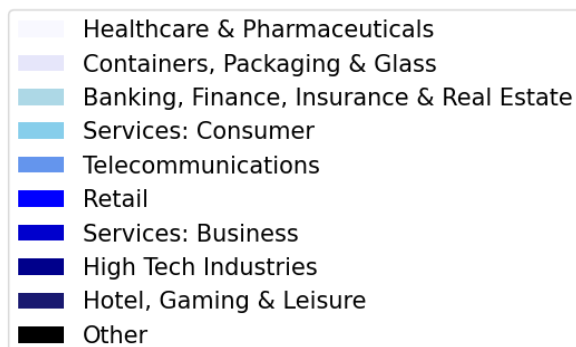 Healthcare & Pharmaceuticals
Containers, Packaging & Glass
Banking, Finance, Insurance & Real Estate
Services: Consumer
Telecommunications
Retail
Services: Business
High Tech Industries
Hotel, Gaming & Leisure
Other